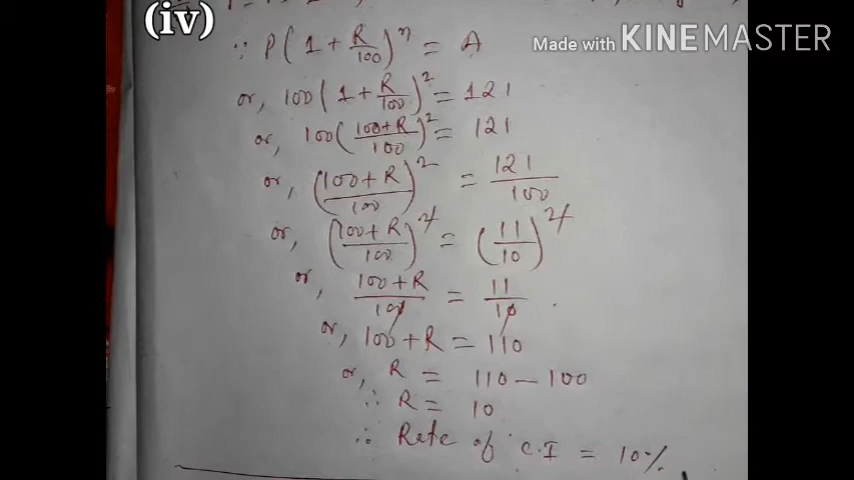 (iv)
Made with KINEMASTER
∵ P(1 + R/100)^n = A
or, 100(1 + R/100)^2 = 121
or, 100((100+R)/100)^2 = 121
or, ((100+R)/100)^2 = 121/100
or, ((100+R)/100)^2 = (11/10)^2
or, (100+R)/100 = 11/10 .
or, 100+R = 110
or, R = 110 - 100
∴ R = 10
∴ Rate of C.I = 10%